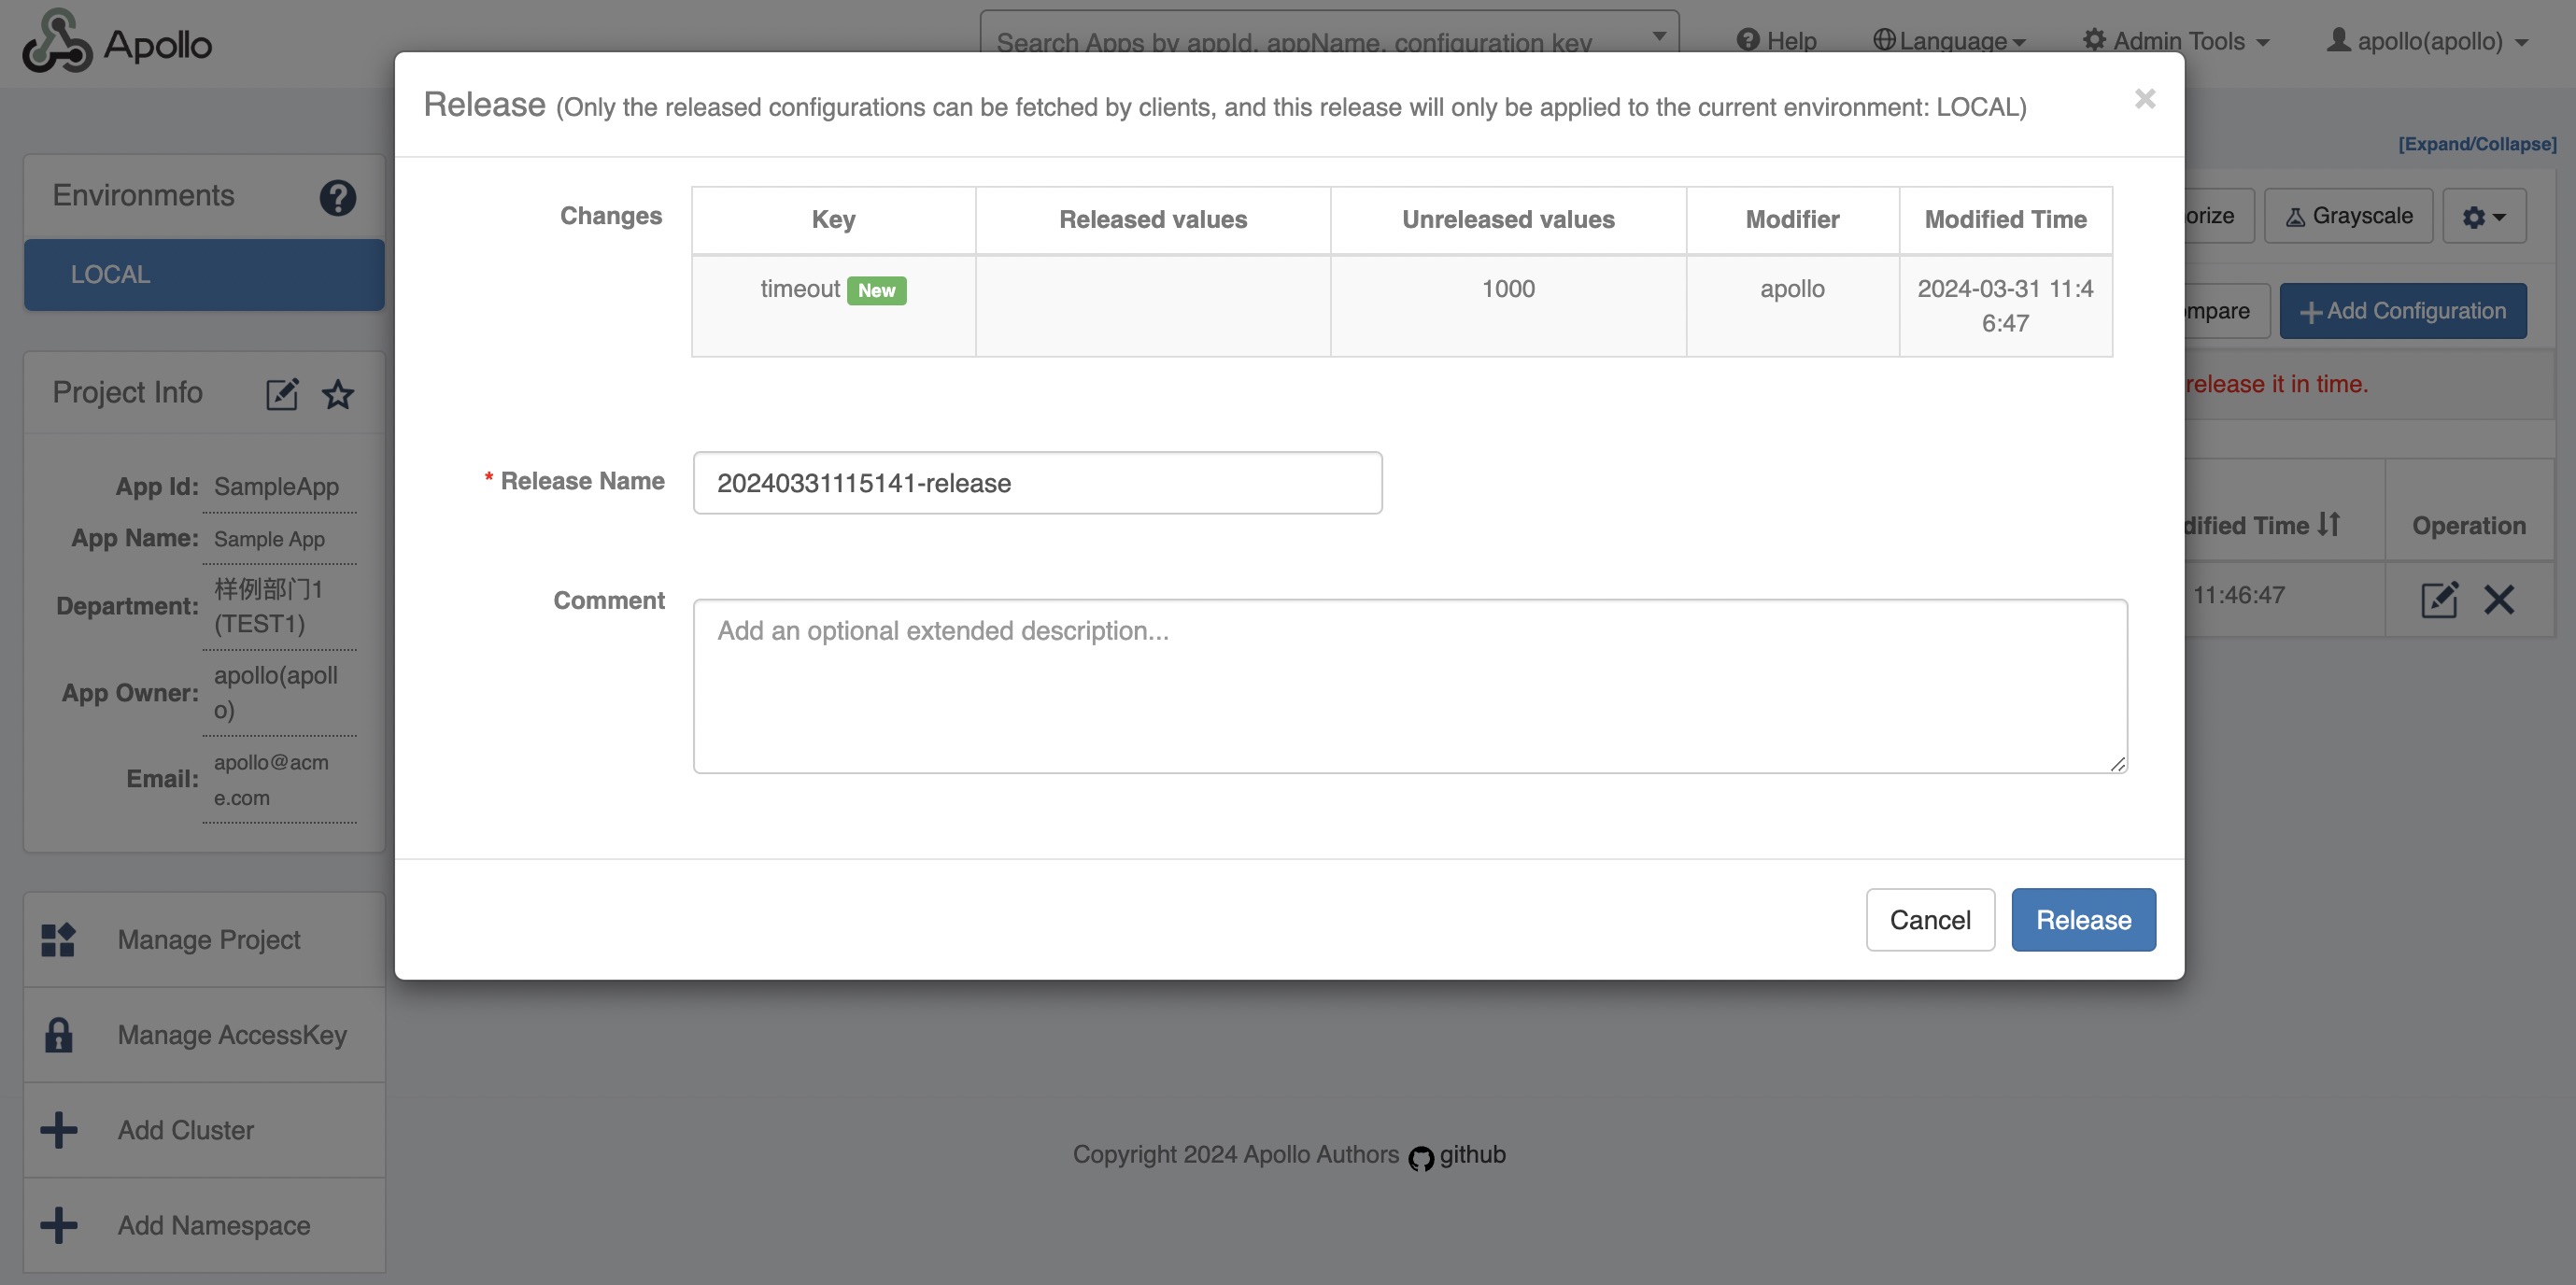 Apollo
Search Apps by appId, appName, configuration key
Help
Language
Admin Tools
apollo(apollo)
Release (Only the released configurations can be fetched by clients, and this release will only be applied to the current environment: LOCAL)
×
[Expand/Collapse]
Environments
LOCAL
Grayscale
Changes
Key
Released values
Unreleased values
Modifier
Modified Time
timeout New
1000
apollo
2024-03-31 11:4
6:47
mpare
Add Configuration
release it in time.
Project Info
App Id: SampleApp
App Name: Sample App
Department: 样例部门1
(TEST1)
App Owner: apollo(apoll
o)
Email: apollo@acm
e.com
* Release Name
20240331115141-release
dified Time
Operation
11:46:47
Comment
Add an optional extended description...
Cancel
Release
Manage Project
Manage AccessKey
Add Cluster
Add Namespace
Copyright 2024 Apollo Authors github